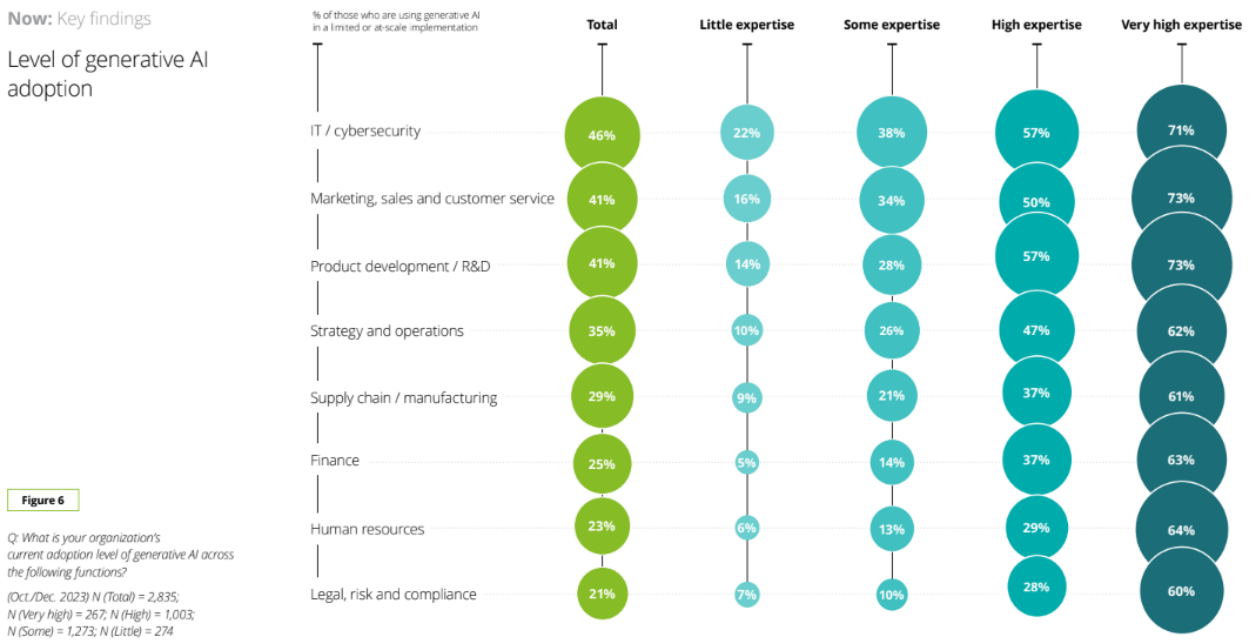 Now: Key findings
Level of generative AI
adoption
% of those who are using generative AI
in a limited or at-scale implementation
Total Little expertise Some expertise High expertise Very high expertise
IT / cybersecurity 46% 22% 38% 57% 71%
Marketing, sales and customer service 41% 16% 34% 50% 73%
Product development / R&D 41% 14% 28% 57% 73%
Strategy and operations 35% 10% 26% 47% 62%
Supply chain / manufacturing 29% 9% 21% 37% 61%
Finance 25% 5% 14% 37% 63%
Human resources 23% 6% 13% 29% 64%
Legal, risk and compliance 21% 7% 10% 28% 60%
Figure 6
Q: What is your organization's
current adoption level of generative AI across
the following functions?
(Oct./Dec. 2023) N (Total) = 2,835;
N (Very high) = 267; N (High) = 1,003;
N (Some) = 1,273; N (Little) = 274